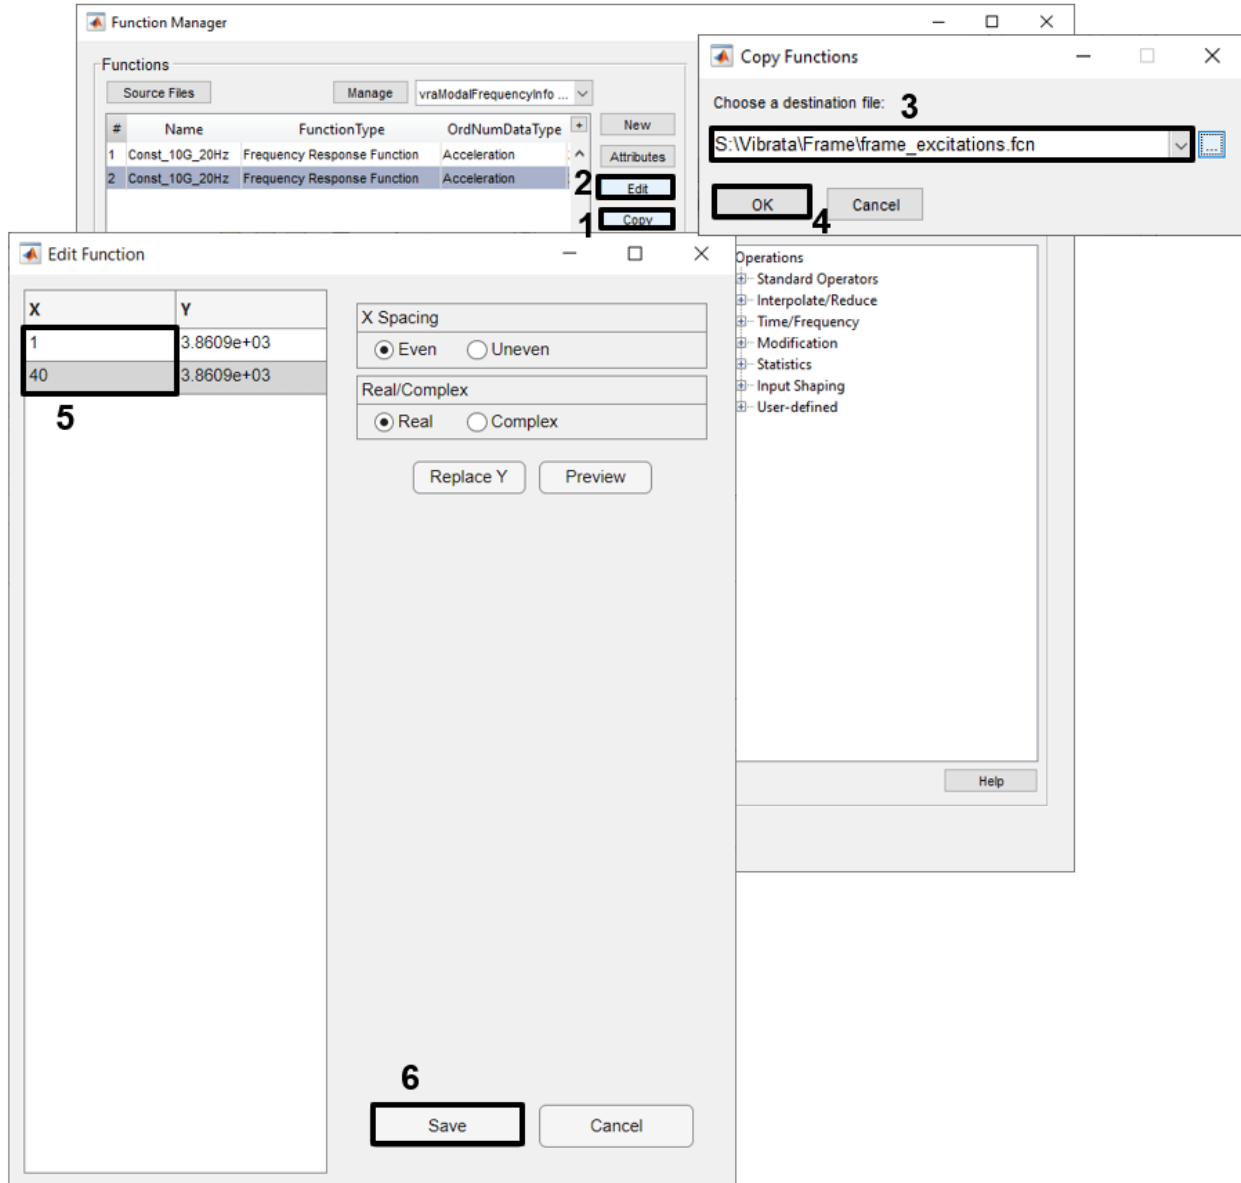 Function Manager
Functions
Source Files
Manage
vraModalFrequencyInfo ...
# Name FunctionType OrdNumDataType +
1 Const_10G_20Hz Frequency Response Function Acceleration
2 Const_10G_20Hz Frequency Response Function Acceleration
New
Attributes
2 Edit
1 Copy
Copy Functions
Choose a destination file: 3
S:\Vibrata\Frame\frame_excitations.fcn
...
OK
4
Cancel
Operations
Standard Operators
Interpolate/Reduce
Time/Frequency
Modification
Statistics
Input Shaping
User-defined
Help
Edit Function
X Y
1 3.8609e+03
40 3.8609e+03
5
X Spacing
Even Uneven
Real/Complex
Real Complex
Replace Y Preview
6
Save Cancel